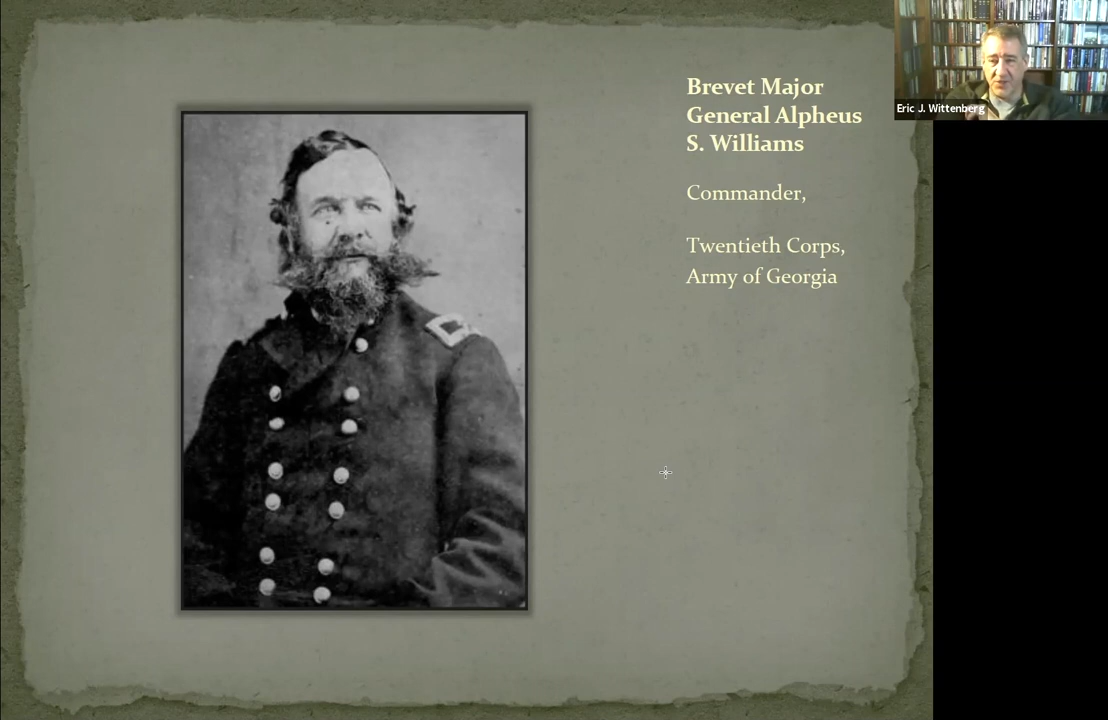 Brevet Major
General Alpheus
S. Williams
Commander,
Twentieth Corps,
Army of Georgia
Eric J. Wittenberg